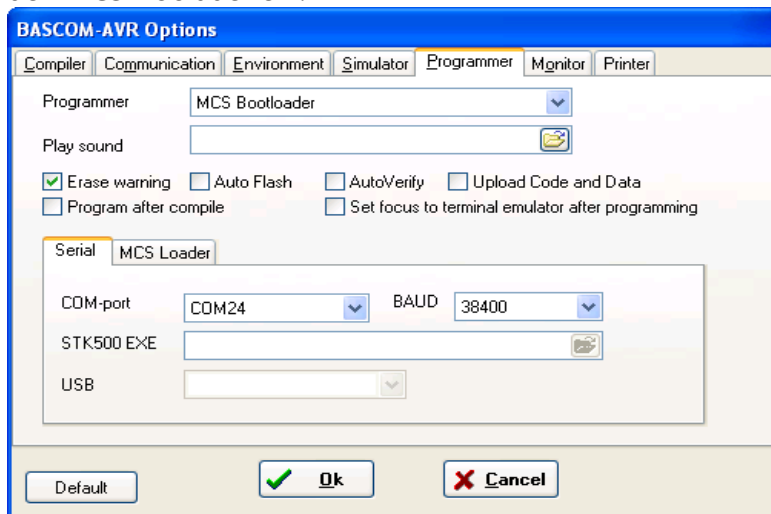 BASCOM-AVR Options
Compiler Communication Environment Simulator Programmer Monitor Printer
Programmer MCS Bootloader
Play sound
Erase warning Auto Flash AutoVerify Upload Code and Data
Program after compile Set focus to terminal emulator after programming
Serial MCS Loader
COM-port COM24 BAUD 38400
STK500 EXE
USB
Default Ok Cancel